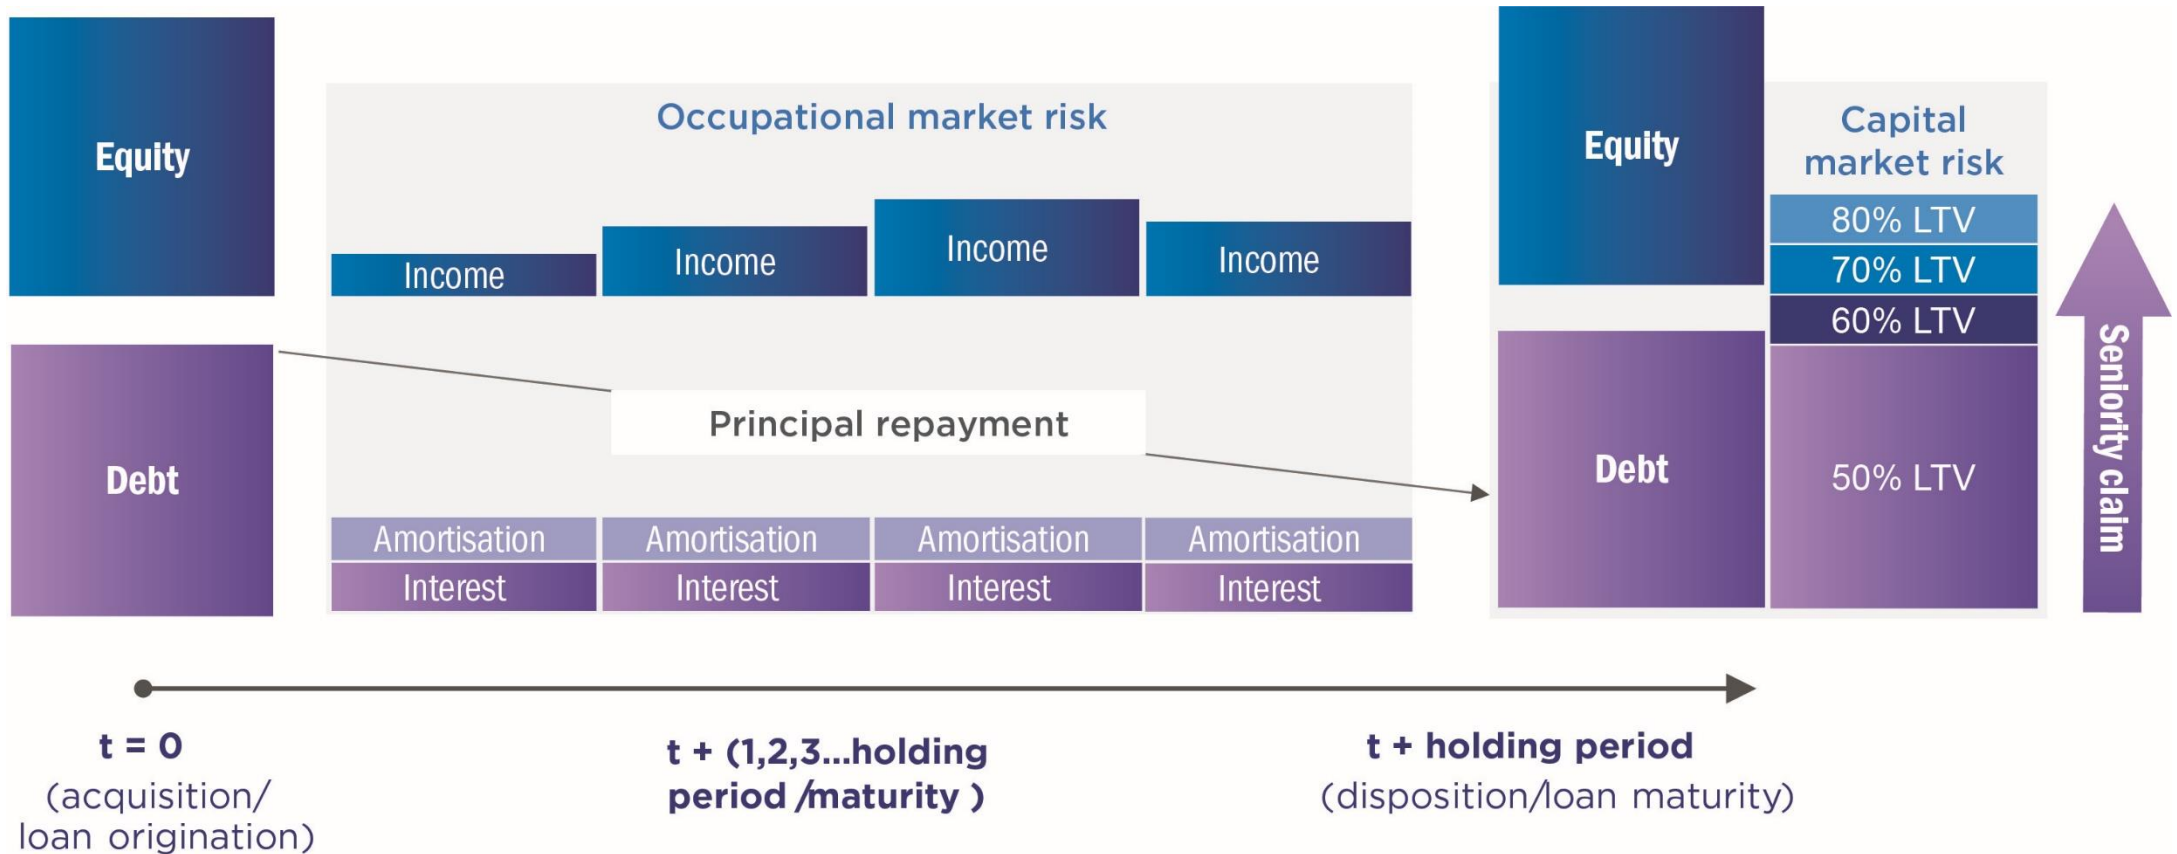 Equity
Debt
Occupational market risk
Income
Income
Income
Income
Principal repayment
Amortisation
Amortisation
Amortisation
Amortisation
Interest
Interest
Interest
Interest
Equity
Debt
Capital
market risk
80% LTV
70% LTV
60% LTV
50% LTV
Seniority claim
t = 0
(acquisition/
loan origination)
t + (1,2,3...holding
period /maturity )
t + holding period
(disposition/loan maturity)